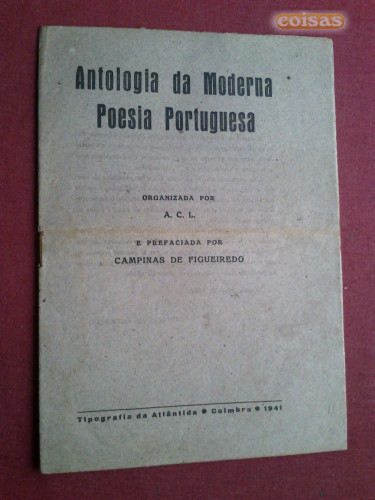 coisas
Antologia da Moderna
Poesia Portuguesa
ORGANIZADA POR
A. C. L.
E PREFACIADA POR
CAMPINAS DE FIGUEIREDO
Tipografia da Atlântida ● Coimbra ● 1941